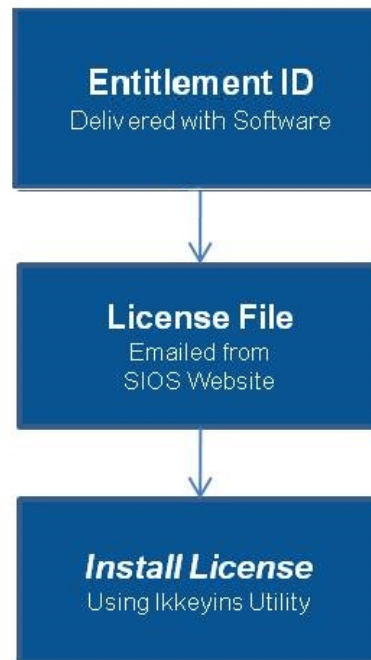 Entitlement ID
Delivered with Software
License File
Emailed from
SIOS Website
Install License
Using lkkeyins Utility